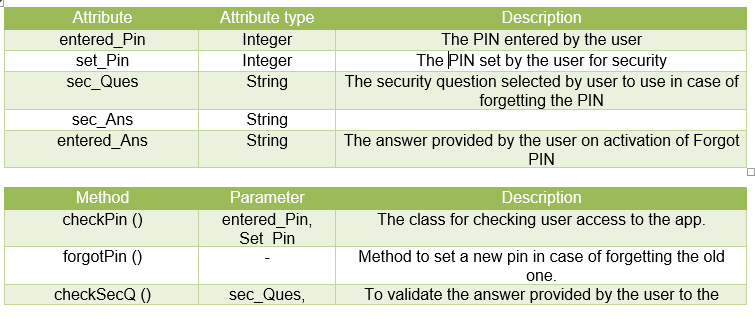 Attribute Attribute type Description
entered_Pin Integer The PIN entered by the user
set_Pin Integer The PIN set by the user for security
sec_Ques String The security question selected by user to use in case of
forgetting the PIN
sec_Ans String
entered_Ans String The answer provided by the user on activation of Forgot
PIN
Method Parameter Description
checkPin () entered_Pin, The class for checking user access to the app.
Set_Pin
forgotPin () - Method to set a new pin in case of forgetting the old
one.
checkSecQ () sec_Ques, To validate the answer provided by the user to the